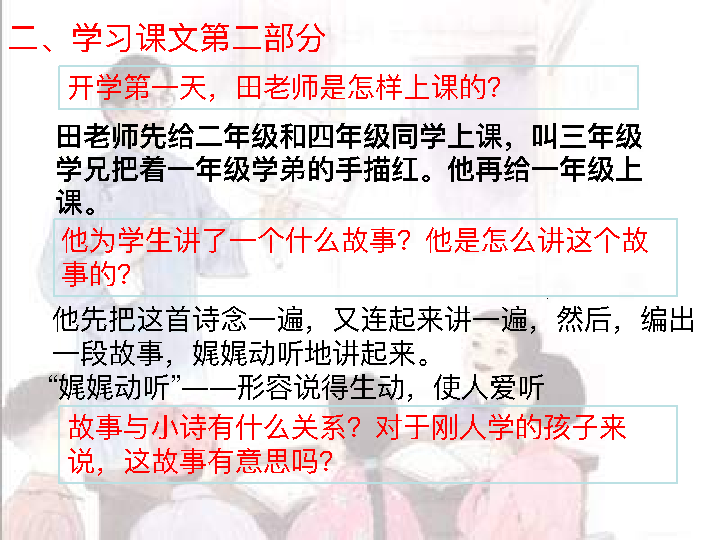 二、学习课文第二部分
开学第一天，田老师是怎样上课的？
田老师先给二年级和四年级同学上课，叫三年级
学兄把着一年级学弟的手描红。他再给一年级上
课。
他为学生讲了一个什么故事？他是怎么讲这个故
事的？
他先把这首诗念一遍，又连起来讲一遍，然后，编出
一段故事，娓娓动听地讲起来。
“娓娓动听”——形容说得生动，使人爱听
故事与小诗有什么关系？对于刚人学的孩子来
说，这故事有意思吗？